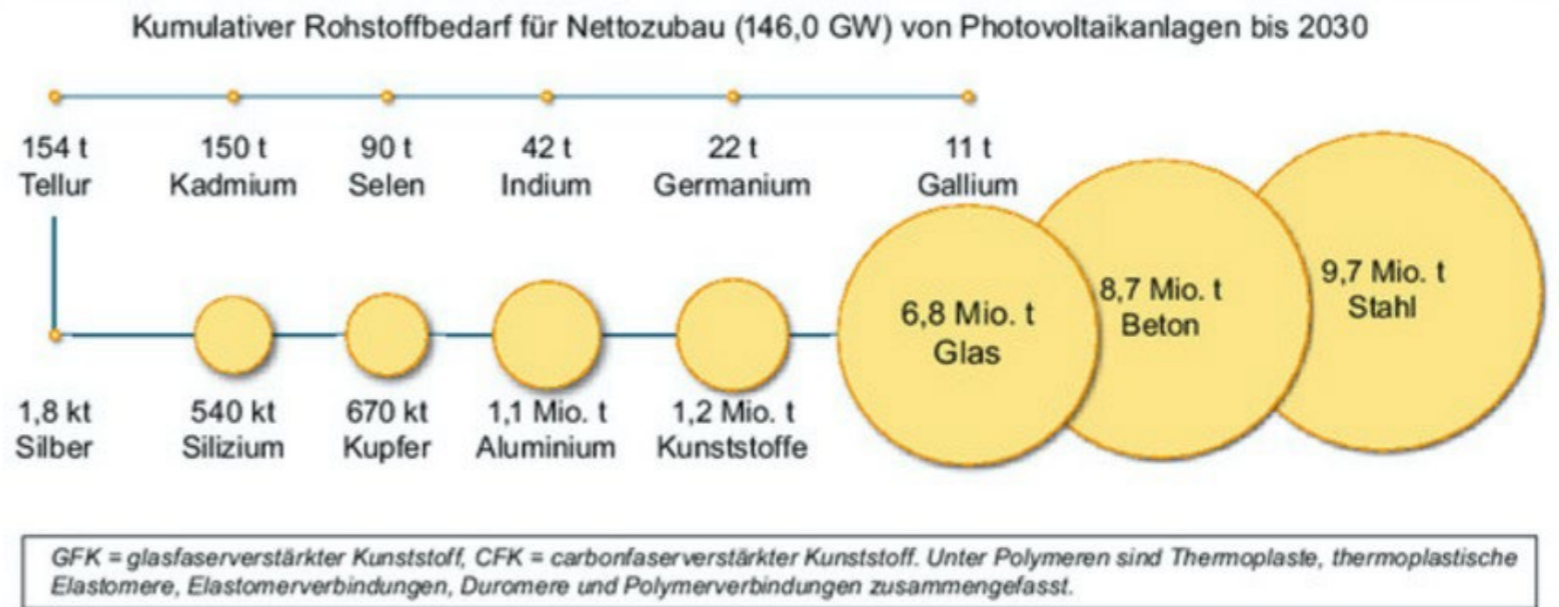 Kumulativer Rohstoffbedarf für Nettozubau (146,0 GW) von Photovoltaikanlagen bis 2030
154 t
Tellur
150 t
Kadmium
90 t
Selen
42 t
Indium
22 t
Germanium
11 t
Gallium
1,8 kt
Silber
540 kt
Silizium
670 kt
Kupfer
1,1 Mio. t
Aluminium
1,2 Mio. t
Kunststoffe
6,8 Mio. t
Glas
8,7 Mio. t
Beton
9,7 Mio. t
Stahl
GFK = glasfaserverstärkter Kunststoff, CFK = carbonfaserverstärkter Kunststoff. Unter Polymeren sind Thermoplaste, thermoplastische
Elastomere, Elastomerverbindungen, Duromere und Polymerverbindungen zusammengefasst.